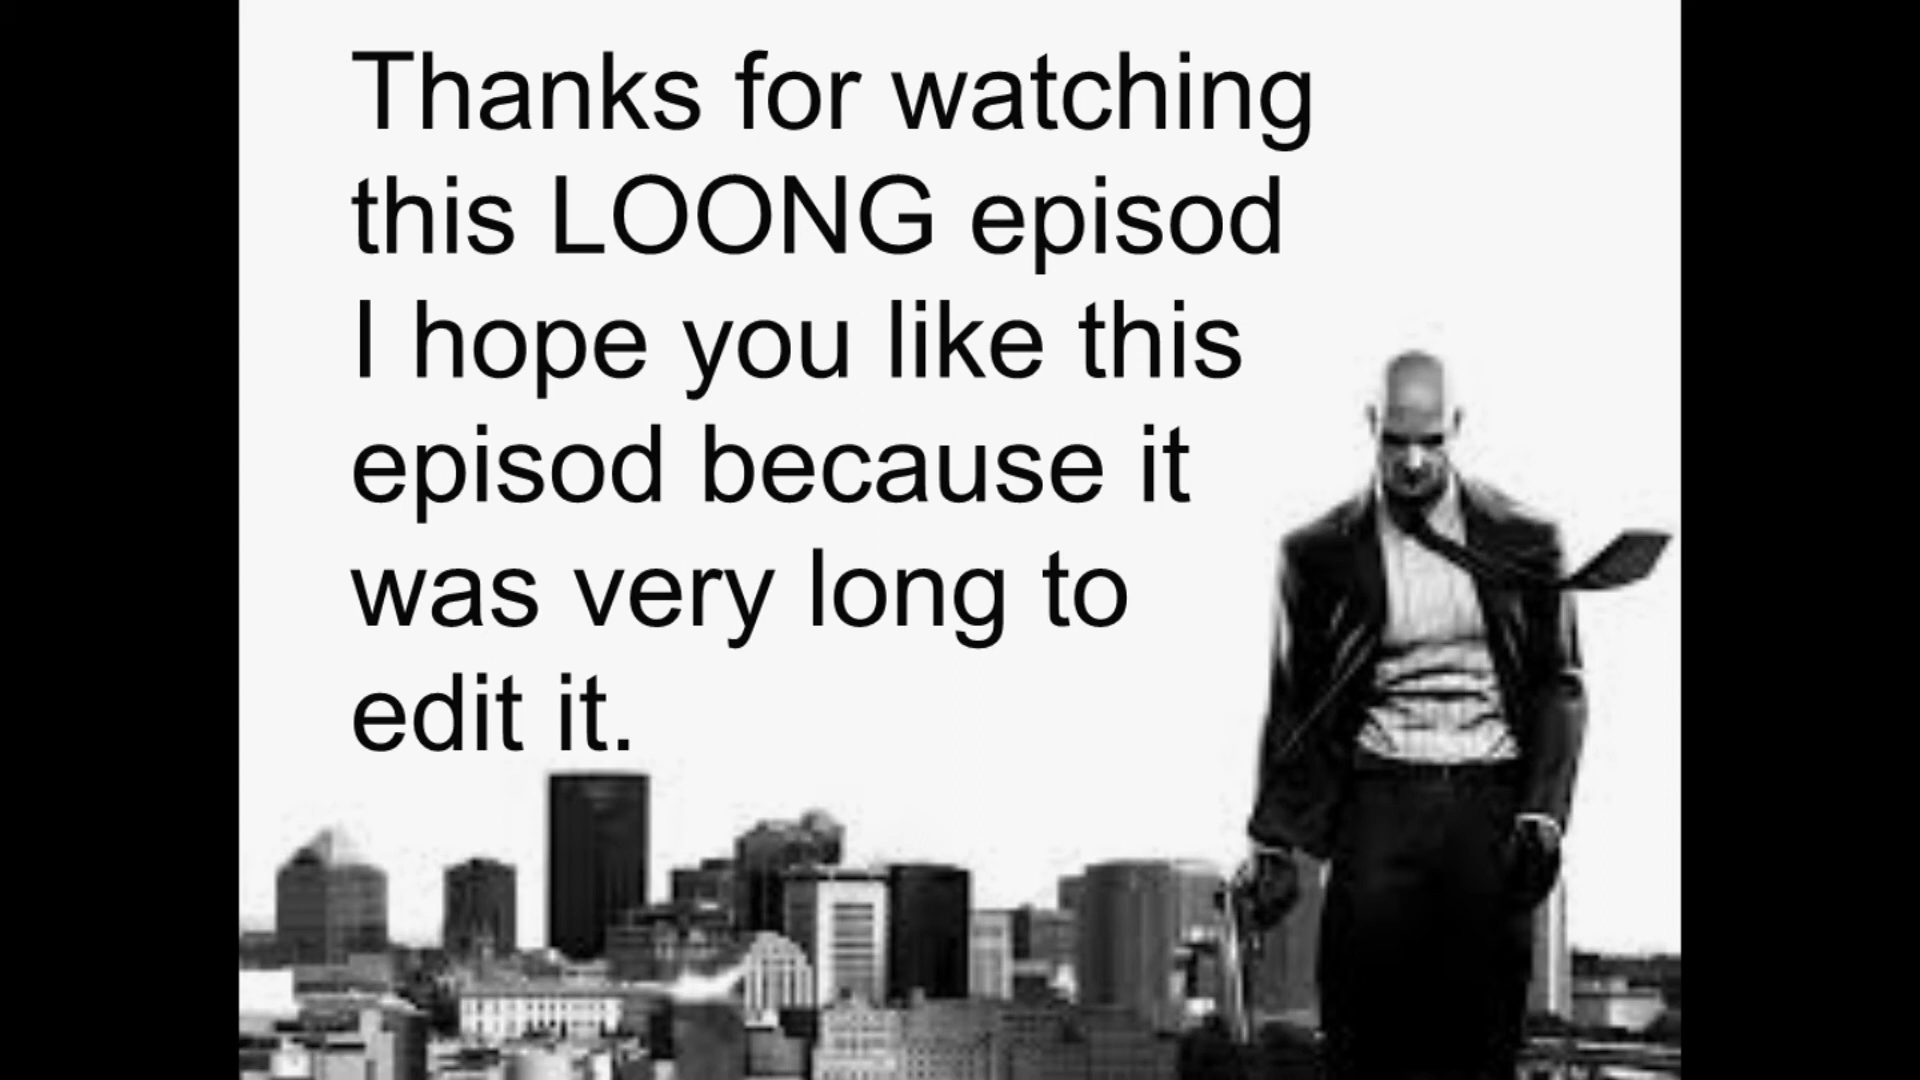 Thanks for watching
this LOONG episod
I hope you like this
episod because it
was very long to
edit it.